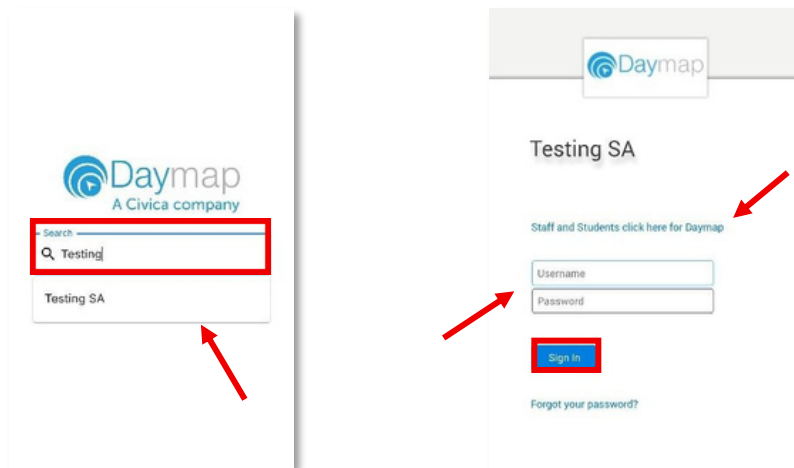 Daymap
A Civica company
Search
Testing
Testing SA
Daymap
Testing SA
Staff and Students click here for Daymap
Username
Password
Sign In
Forgot your password?